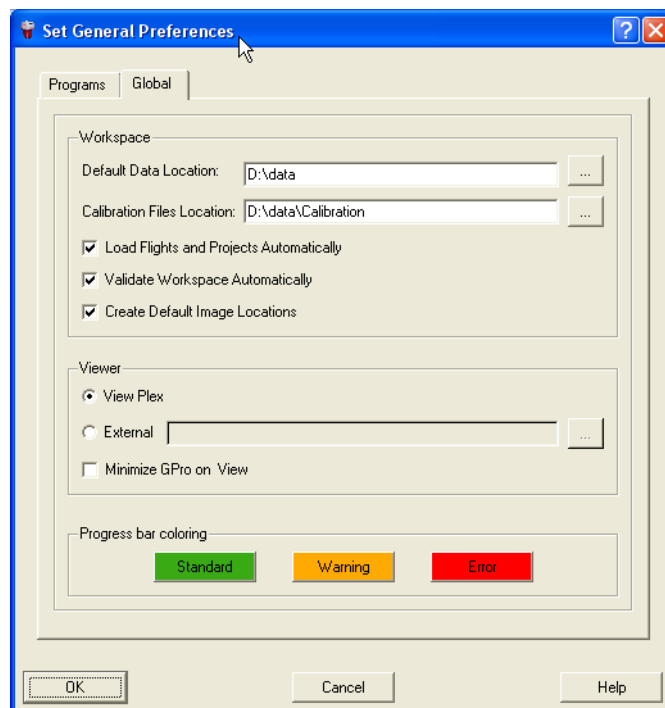 Set General Preferences
Programs Global
Workspace
Default Data Location: D:\data ...
Calibration Files Location: D:\data\Calibration ...
Load Flights and Projects Automatically
Validate Workspace Automatically
Create Default Image Locations
Viewer
View Plex
External ...
Minimize GPro on View
Progress bar coloring
Standard Warning Error
OK Cancel Help